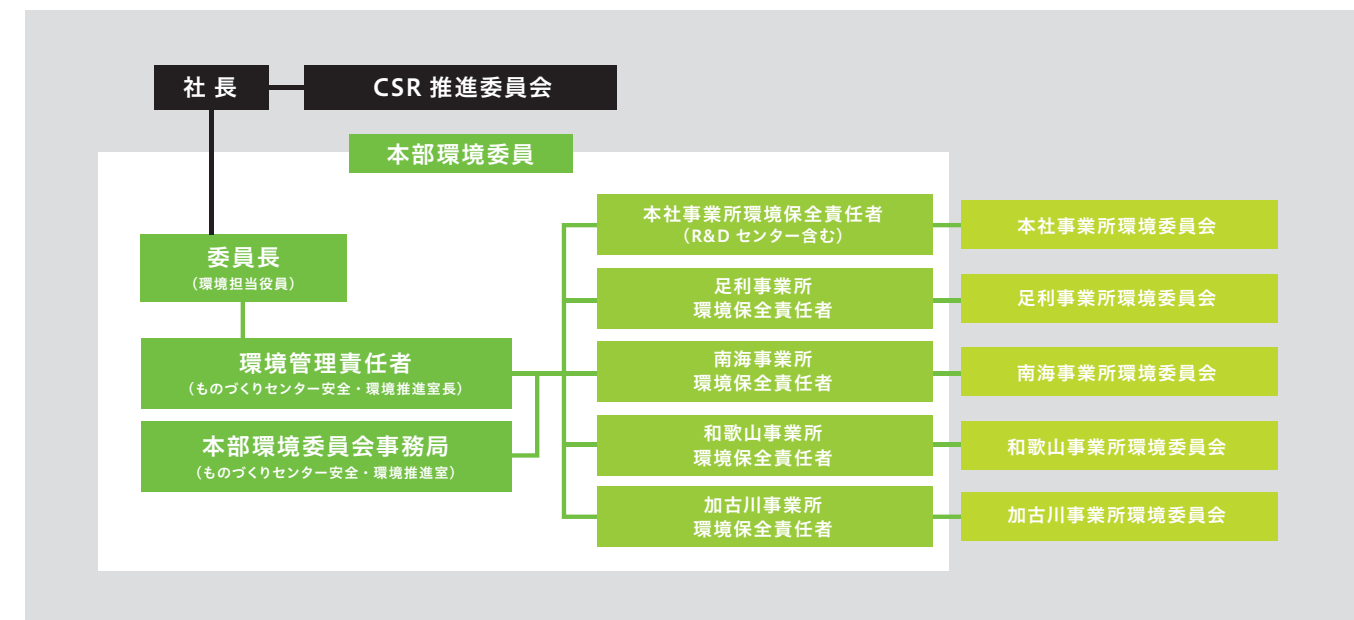 社長
CSR 推進委員会
本部環境委員
委員長
（環境担当役員）
環境管理責任者
（ものづくりセンター安全・環境推進室長）
本部環境委員会事務局
（ものづくりセンター安全・環境推進室）
本社事業所環境保全責任者
（R&D センター含む）
足利事業所
環境保全責任者
南海事業所
環境保全責任者
和歌山事業所
環境保全責任者
加古川事業所
環境保全責任者
本社事業所環境委員会
足利事業所環境委員会
南海事業所環境委員会
和歌山事業所環境委員会
加古川事業所環境委員会